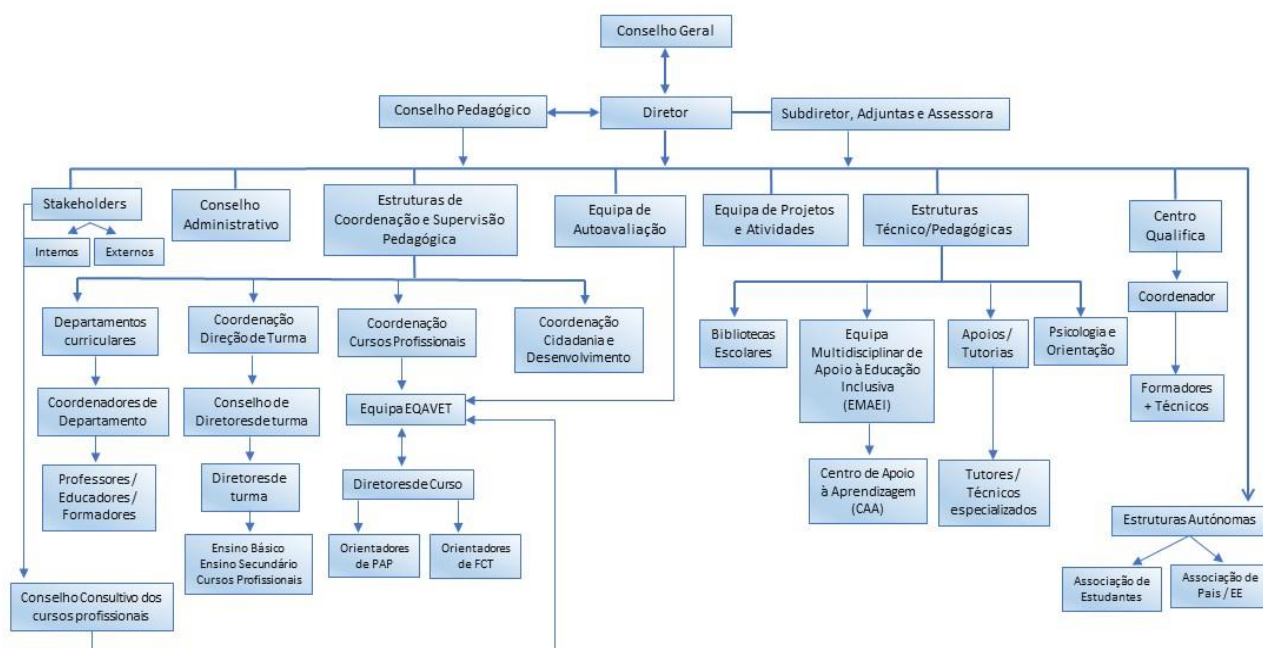 Conselho Geral
Conselho Pedagógico
Diretor
Subdiretor, Adjuntas e Assessora
Stakeholders
Internos
Externos
Conselho
Administrativo
Estruturas de
Coordenação e Supervisão
Pedagógica
Equipa de
Autoavaliação
Equipa de Projetos
e Atividades
Estruturas
Técnico/Pedagógicas
Centro
Qualifica
Departamentos
curriculares
Coordenação
Direção de Turma
Coordenação
Cursos Profissionais
Coordenação
Cidadania e
Desenvolvimento
Bibliotecas
Escolares
Equipa
Multidisciplinar de
Apoio à Educação
Inclusiva
(EMAEI)
Apoios/
Tutorias
Psicologia e
Orientação
Coordenador
Coordenadores de
Departamento
Conselho de
Diretores de turma
Equipa EQAVET
Formadores
+ Técnicos
Professores /
Educadores /
Formadores
Diretores de
turma
Diretores de Curso
Centro de Apoio
à Aprendizagem
(CAA)
Tutores /
Técnicos
especializados
Estruturas Autónomas
Ensino Básico
Ensino Secundário
Cursos Profissionais
Orientadores
de PAP
Orientadores
de FCT
Associação de
Estudantes
Associação de
Pais / EE
Conselho Consultivo dos
cursos profissionais